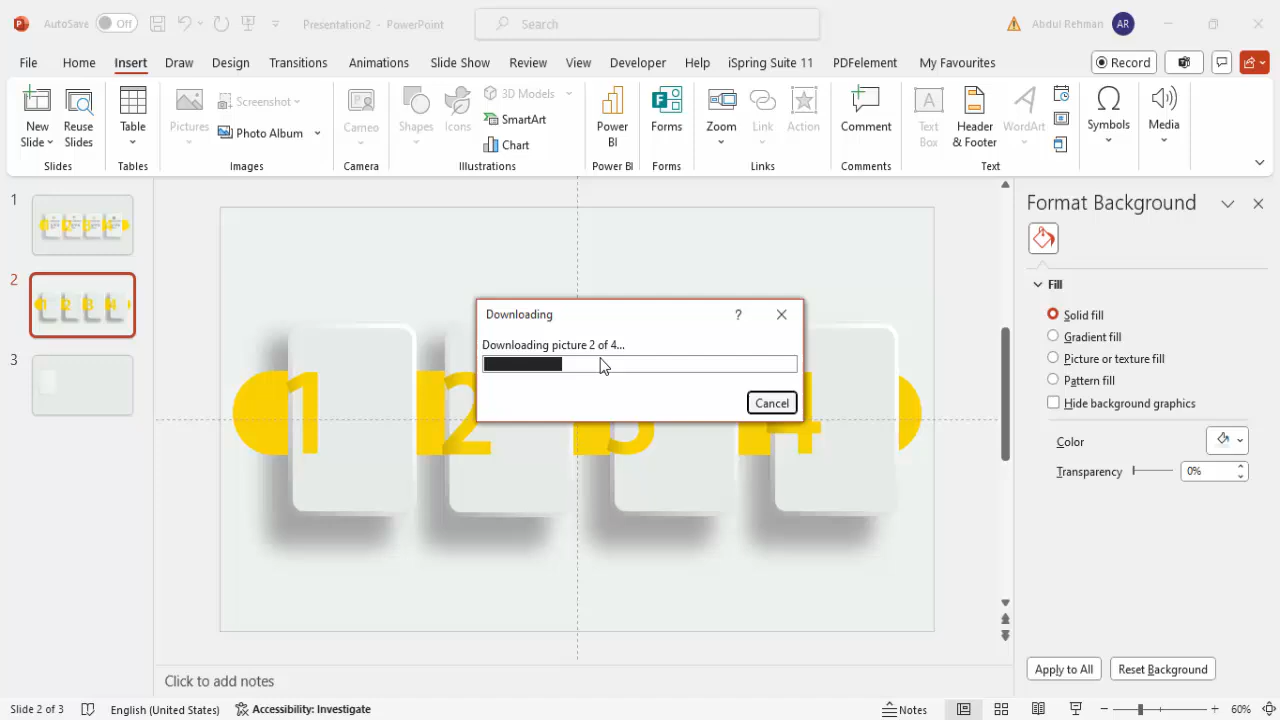 AutoSave Off Presentation2 - PowerPoint Search Abdul Rehman AR
File Home Insert Draw Design Transitions Animations Slide Show Review View Developer Help iSpring Suite 11 PDFelement My Favourites Record
New Slide Reuse Slides Table Pictures Screenshot Photo Album Cameo Shapes Icons 3D Models SmartArt Chart Power BI Forms Zoom Link Action Comment Text Box Header & Footer WordArt Symbols Media
Slides Tables Images Camera Illustrations Power BI Forms Links Comments Text
1
2
3
Downloading ?
Downloading picture 2 of 4...
Cancel
1 2 3 4
Format Background
Fill
Solid fill
Gradient fill
Picture or texture fill
Pattern fill
Hide background graphics
Color
Transparency 0%
Apply to All Reset Background
Click to add notes
Slide 2 of 3 English (United States) Accessibility: Investigate Notes 60%